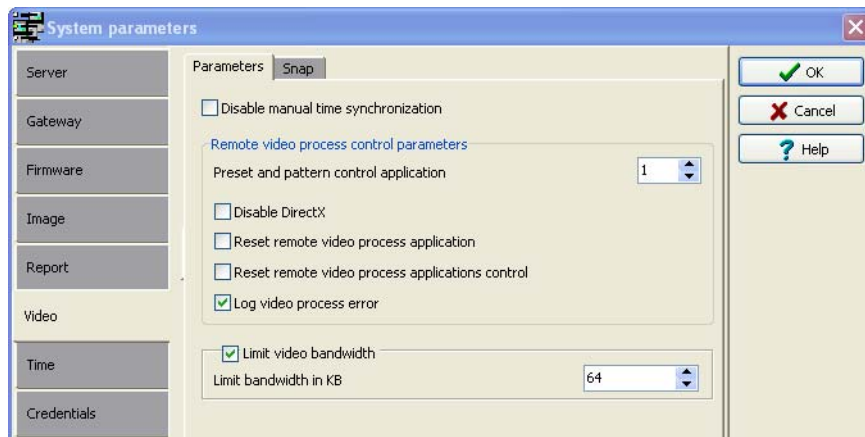 System parameters
Server
Gateway
Firmware
Image
Report
Video
Time
Credentials
Parameters
Snap
Disable manual time synchronization
Remote video process control parameters
Preset and pattern control application
1
Disable DirectX
Reset remote video process application
Reset remote video process applications control
Log video process error
Limit video bandwidth
Limit bandwidth in KB
64
OK
Cancel
? Help